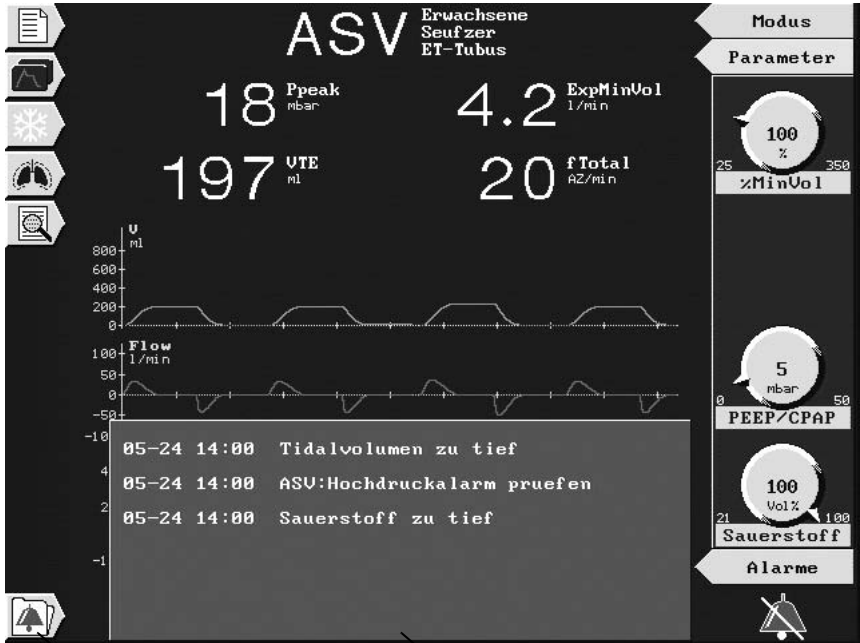 ASV
Erwachsene
Seufzer
ET-Tubus
18
Ppeak
mbar
4.2
ExpMinVol
l/min
197
VTE
ml
20
fTotal
AZ/min
V
ml
800
600
400
200
0
Flow
l/min
100
50
0
-50
-10
4
2
-1
05-24 14:00 Tidalvolumen zu tief
05-24 14:00 ASV:Hochdruckalarm pruefen
05-24 14:00 Sauerstoff zu tief
Modus
Parameter
100
%
25
350
%MinVol
5
mbar
0
50
PEEP/CPAP
100
Vol%
21
100
Sauerstoff
Alarme